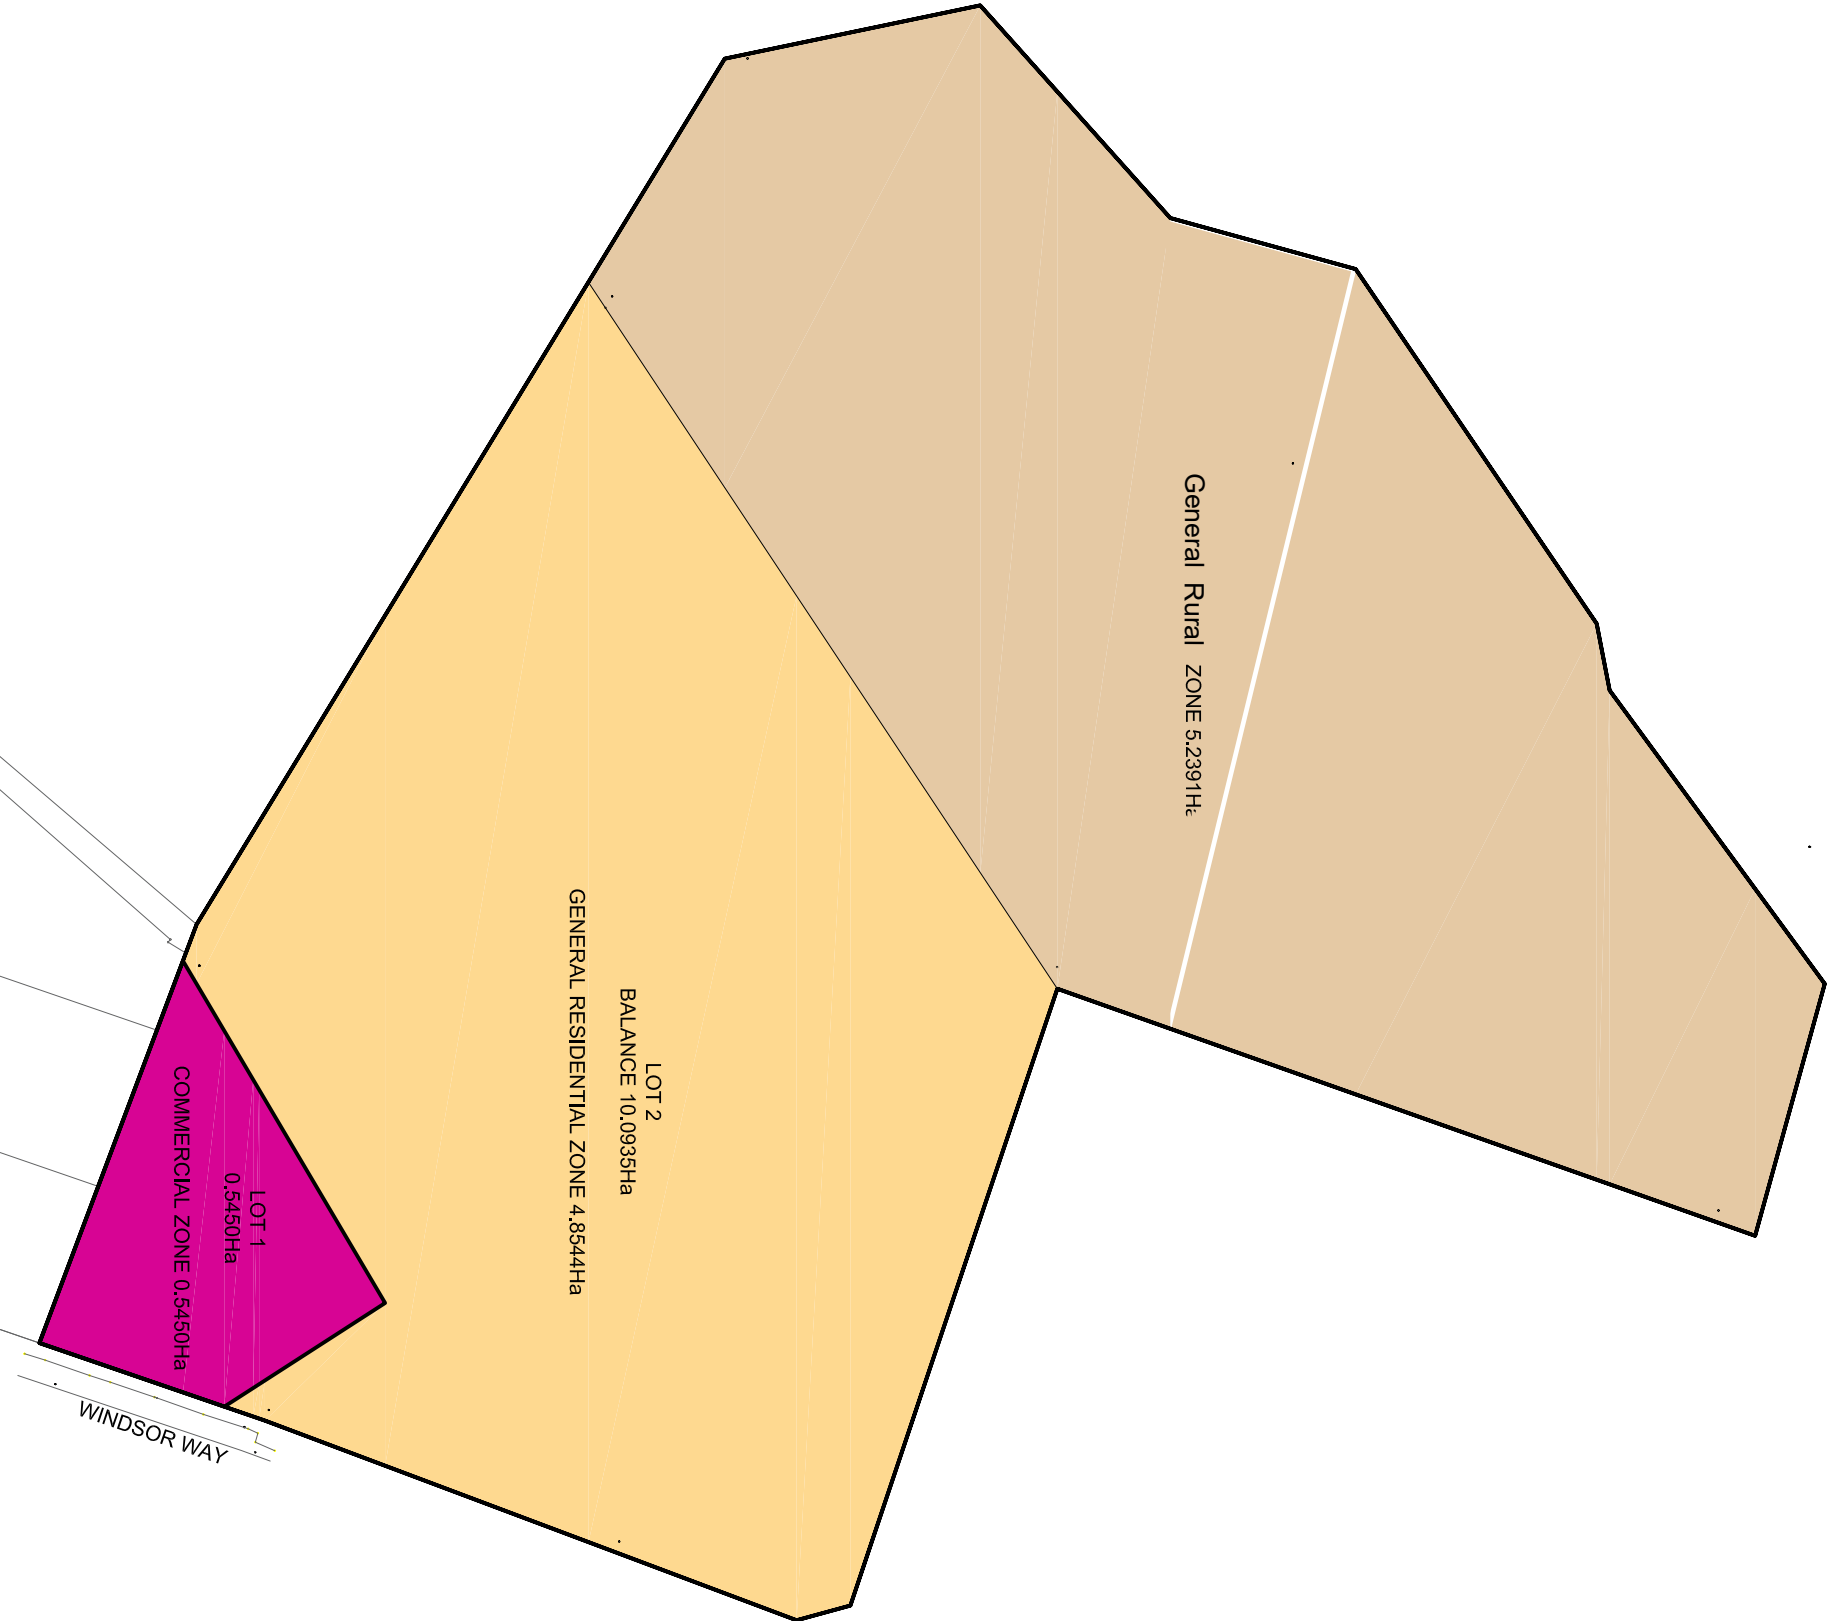 General Rural ZONE 5.2391Ha
LOT 2
BALANCE 10.0935Ha
GENERAL RESIDENTIAL ZONE 4.8544Ha
LOT 1
0.5450Ha
COMMERCIAL ZONE 0.5450Ha
WINDSOR WAY